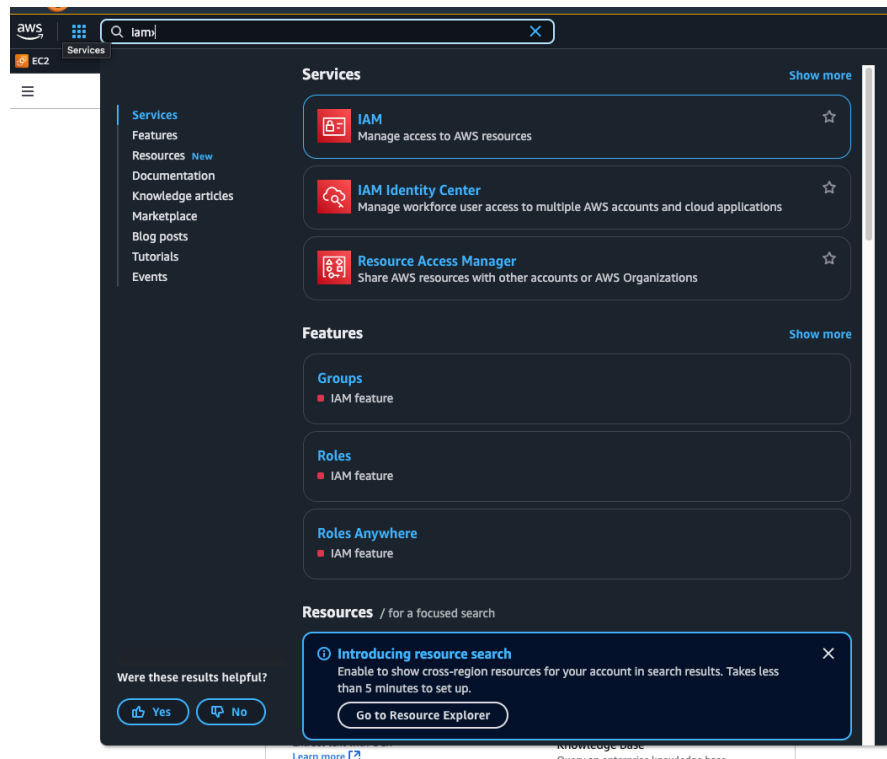 aws
iam›
Services
EC2
Services
Show more
Services
Features
Resources New
Documentation
Knowledge articles
Marketplace
Blog posts
Tutorials
Events
IAM
Manage access to AWS resources
IAM Identity Center
Manage workforce user access to multiple AWS accounts and cloud applications
Resource Access Manager
Share AWS resources with other accounts or AWS Organizations
Features
Show more
Groups
IAM feature
Roles
IAM feature
Roles Anywhere
IAM feature
Resources / for a focused search
Introducing resource search
Enable to show cross-region resources for your account in search results. Takes less
than 5 minutes to set up.
Go to Resource Explorer
Were these results helpful?
Yes
No
Knowledge Base
Learn more